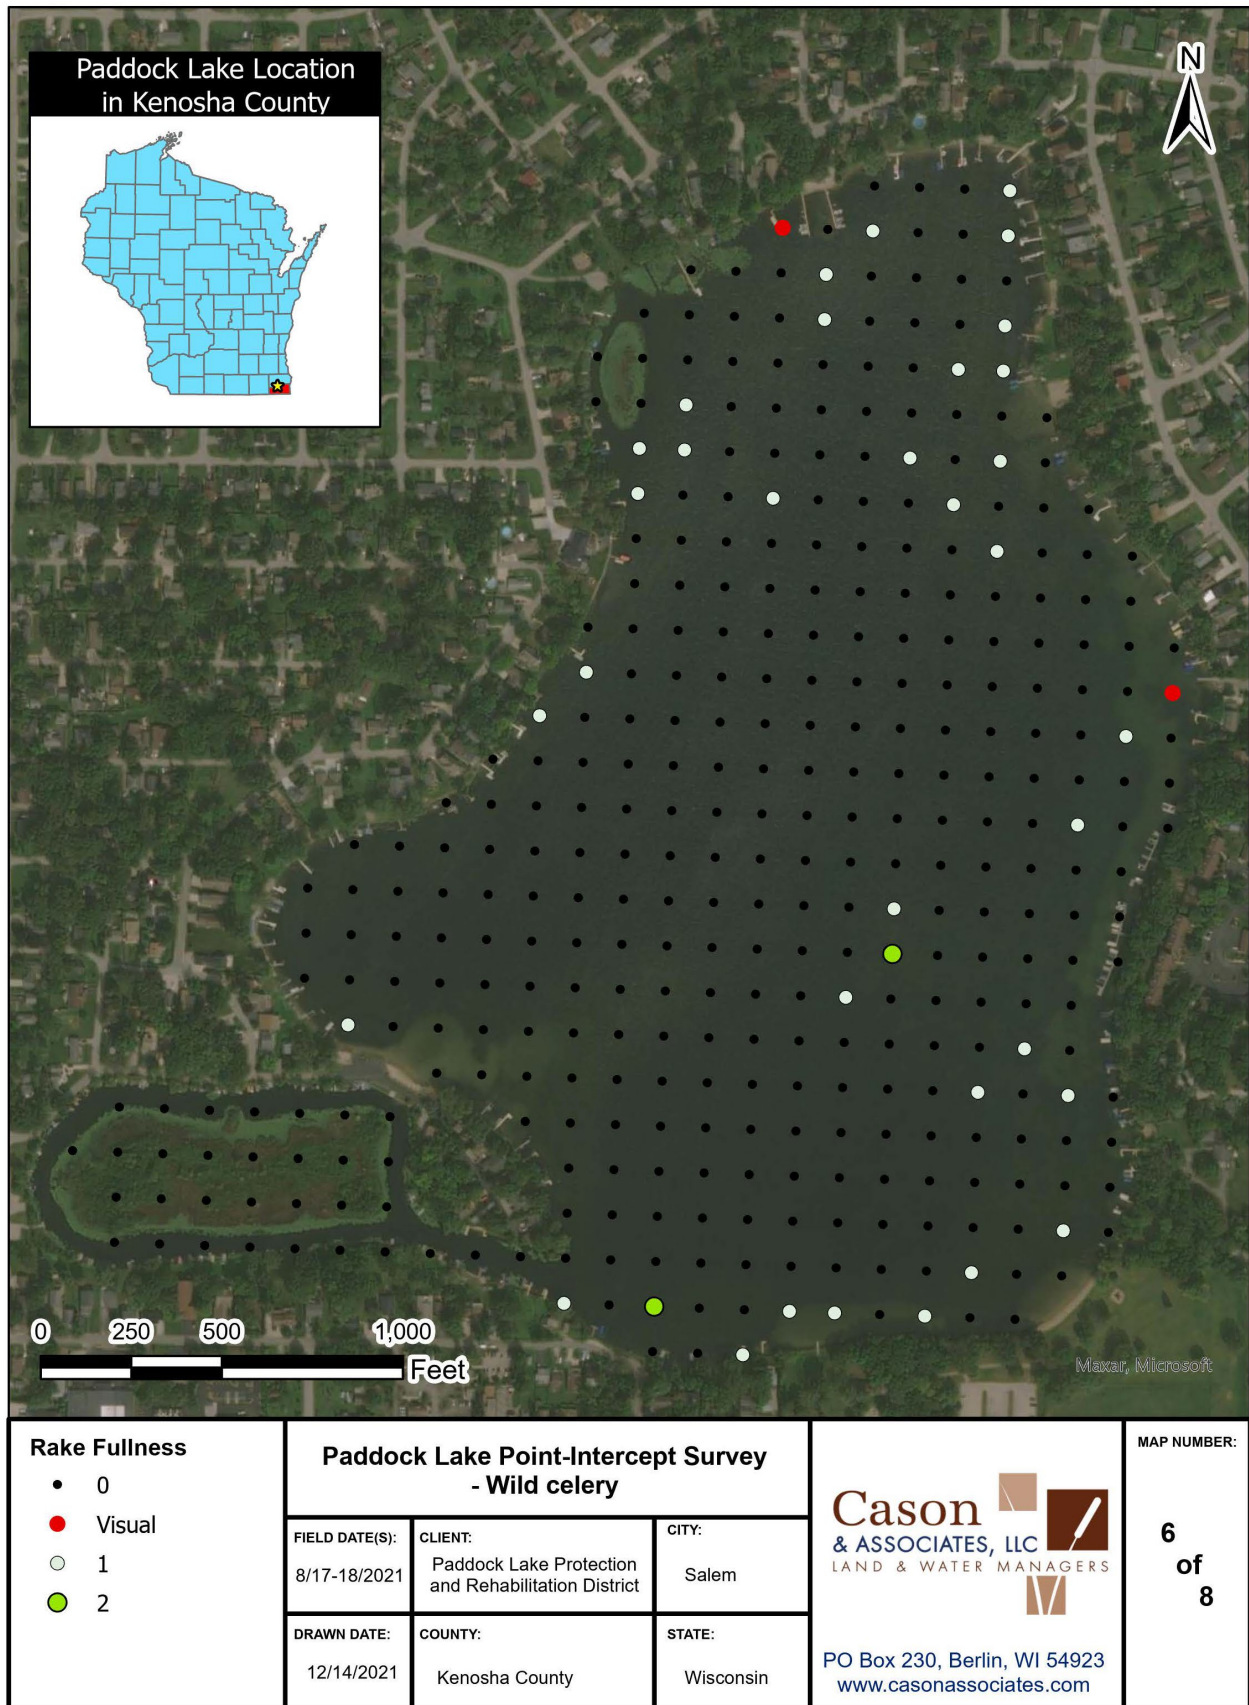 Paddock Lake Location
in Kenosha County
N
0 250 500 1,000
Feet
Maxar, Microsoft
Rake Fullness
0
Visual
1
2
Paddock Lake Point-Intercept Survey
- Wild celery
FIELD DATE(S):
8/17-18/2021
CLIENT:
Paddock Lake Protection
and Rehabilitation District
CITY:
Salem
DRAWN DATE:
12/14/2021
COUNTY:
Kenosha County
STATE:
Wisconsin
Cason
& ASSOCIATES, LLC
LAND & WATER MANAGERS
PO Box 230, Berlin, WI 54923
www.casonassociates.com
MAP NUMBER:
6
of
8